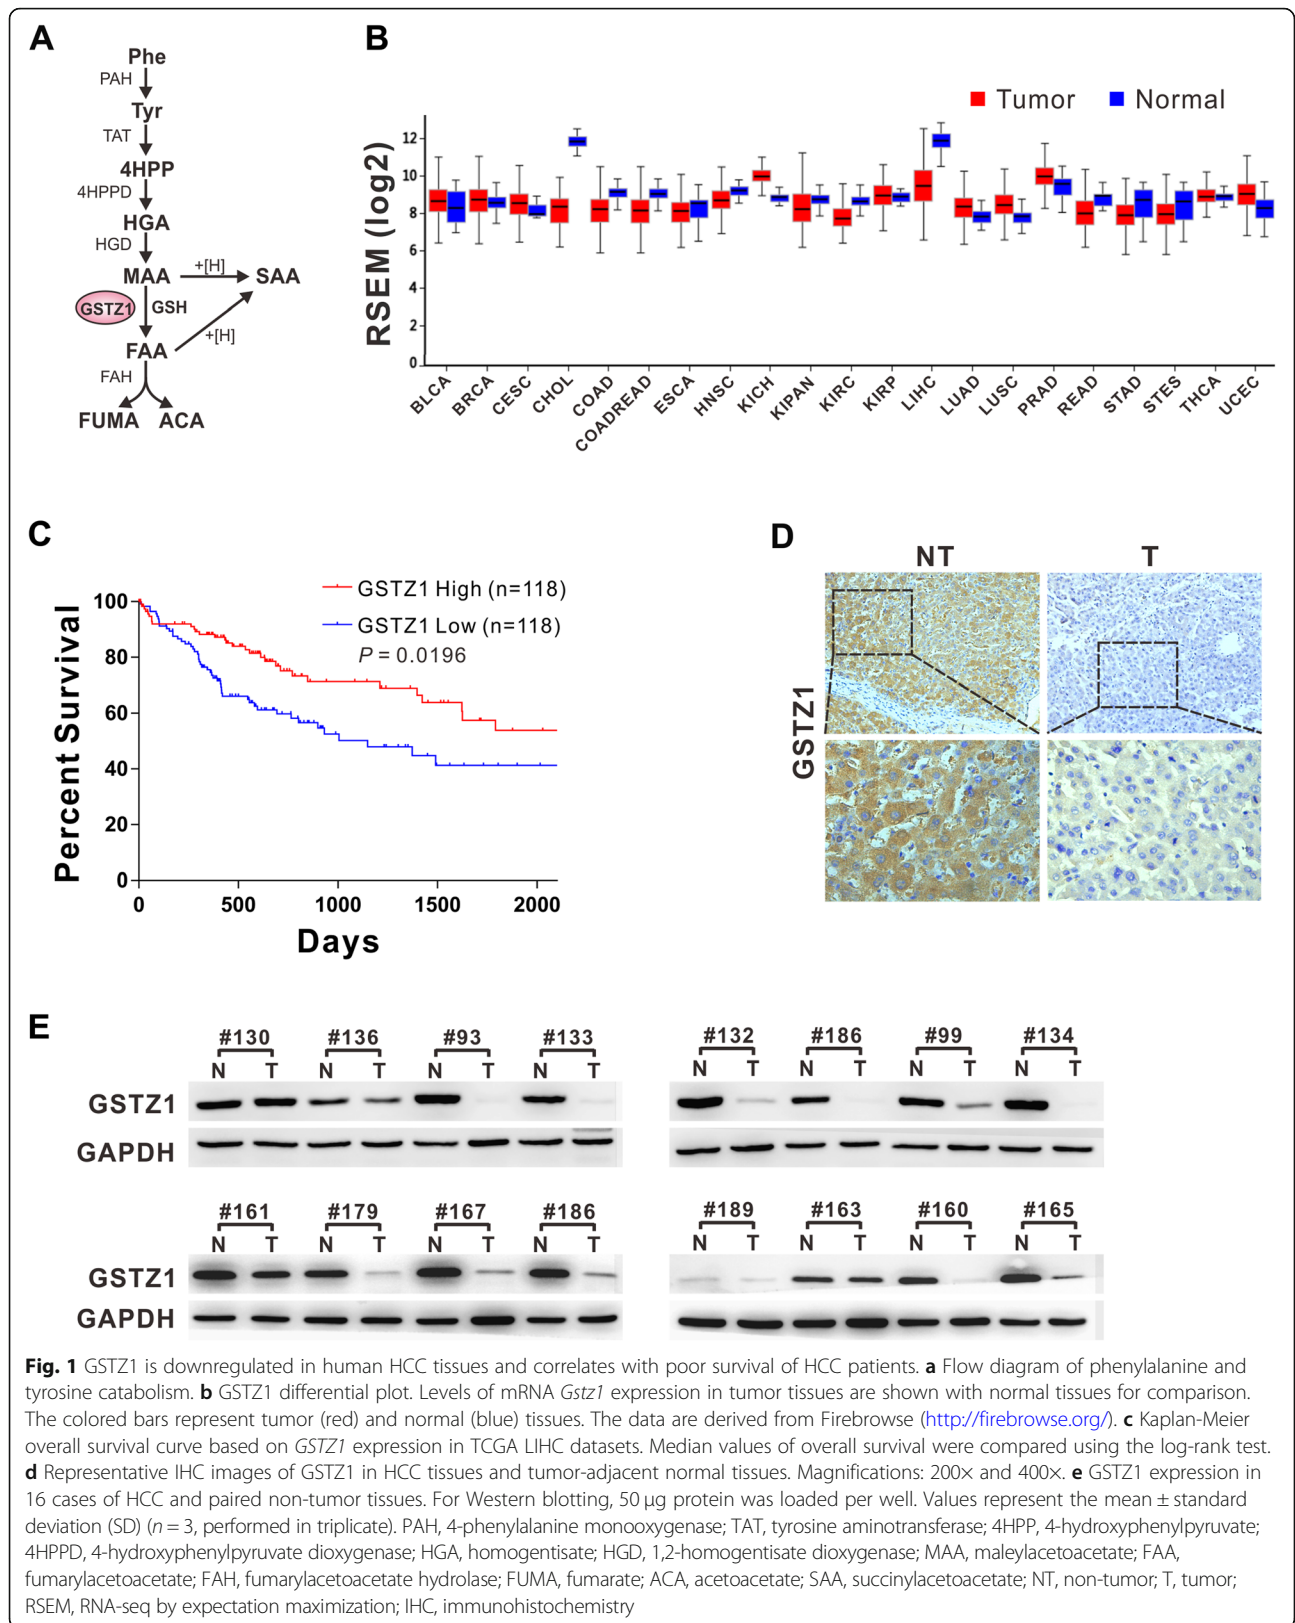 A
Phe
PAH
Tyr
TAT
4HPP
4HPPD
HGA
HGD
MAA
+[H]
SAA
GSTZ1
GSH
+[H]
FAA
FAH
FUMA
ACA
B
Tumor
Normal
RSEM (log2)
12
10
8
6
4
2
0
BLCA
BRCA
CESC
CHOL
COAD
COADREAD
ESCA
HNSC
KICH
KIPAN
KIRC
KIRP
LIHC
LUAD
LUSC
PRAD
READ
STAD
STES
THCA
UCEC
C
GSTZ1 High (n=118)
GSTZ1 Low (n=118)
P = 0.0196
Percent Survival
100
80
60
40
20
0
0 500 1000 1500 2000
Days
D
NT T
GSTZ1
E
#130 #136 #93 #133
N T N T N T N T
GSTZ1
GAPDH
#132 #186 #99 #134
N T N T N T N T
#161 #179 #167 #186
N T N T N T N T
GSTZ1
GAPDH
#189 #163 #160 #165
N T N T N T N T
Fig. 1 GSTZ1 is downregulated in human HCC tissues and correlates with poor survival of HCC patients. a Flow diagram of phenylalanine and
tyrosine catabolism. b GSTZ1 differential plot. Levels of mRNA Gstz1 expression in tumor tissues are shown with normal tissues for comparison.
The colored bars represent tumor (red) and normal (blue) tissues. The data are derived from Firebrowse (http://firebrowse.org/). c Kaplan-Meier
overall survival curve based on GSTZ1 expression in TCGA LIHC datasets. Median values of overall survival were compared using the log-rank test.
d Representative IHC images of GSTZ1 in HCC tissues and tumor-adjacent normal tissues. Magnifications: 200× and 400×. e GSTZ1 expression in
16 cases of HCC and paired non-tumor tissues. For Western blotting, 50 μg protein was loaded per well. Values represent the mean ± standard
deviation (SD) (n = 3, performed in triplicate). PAH, 4-phenylalanine monooxygenase; TAT, tyrosine aminotransferase; 4HPP, 4-hydroxyphenylpyruvate;
4HPPD, 4-hydroxyphenylpyruvate dioxygenase; HGA, homogentisate; HGD, 1,2-homogentisate dioxygenase; MAA, maleylacetoacetate; FAA,
fumarylacetoacetate; FAH, fumarylacetoacetate hydrolase; FUMA, fumarate; ACA, acetoacetate; SAA, succinylacetoacetate; NT, non-tumor; T, tumor;
RSEM, RNA-seq by expectation maximization; IHC, immunohistochemistry